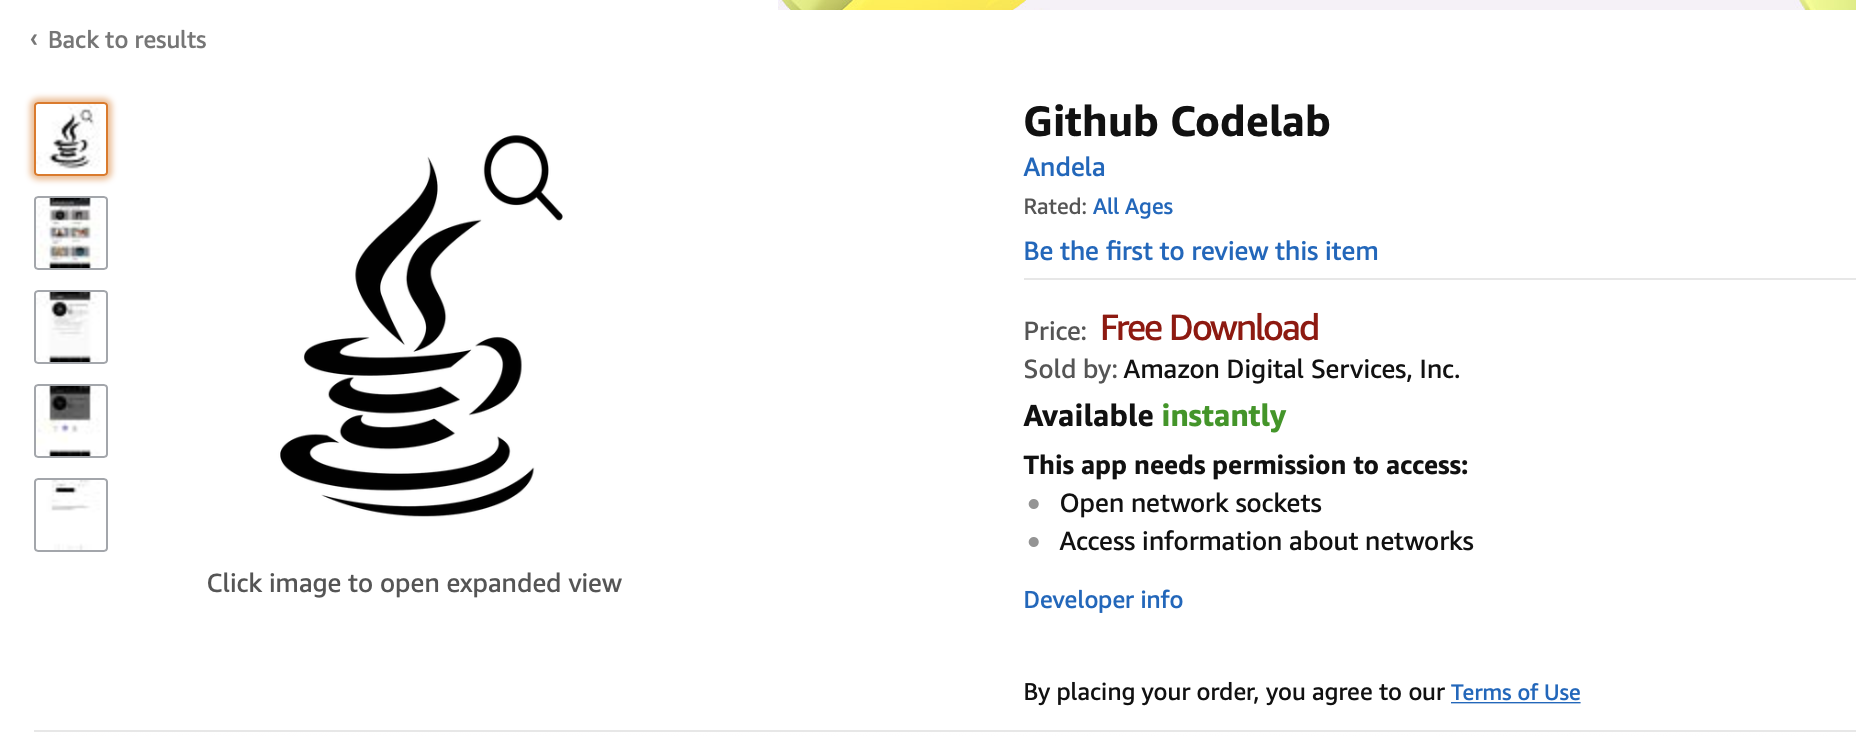 ‹ Back to results
Github Codelab
Andela
Rated: All Ages
Be the first to review this item
Price: Free Download
Sold by: Amazon Digital Services, Inc.
Available instantly
This app needs permission to access:
• Open network sockets
• Access information about networks
Click image to open expanded view
Developer info
By placing your order, you agree to our Terms of Use